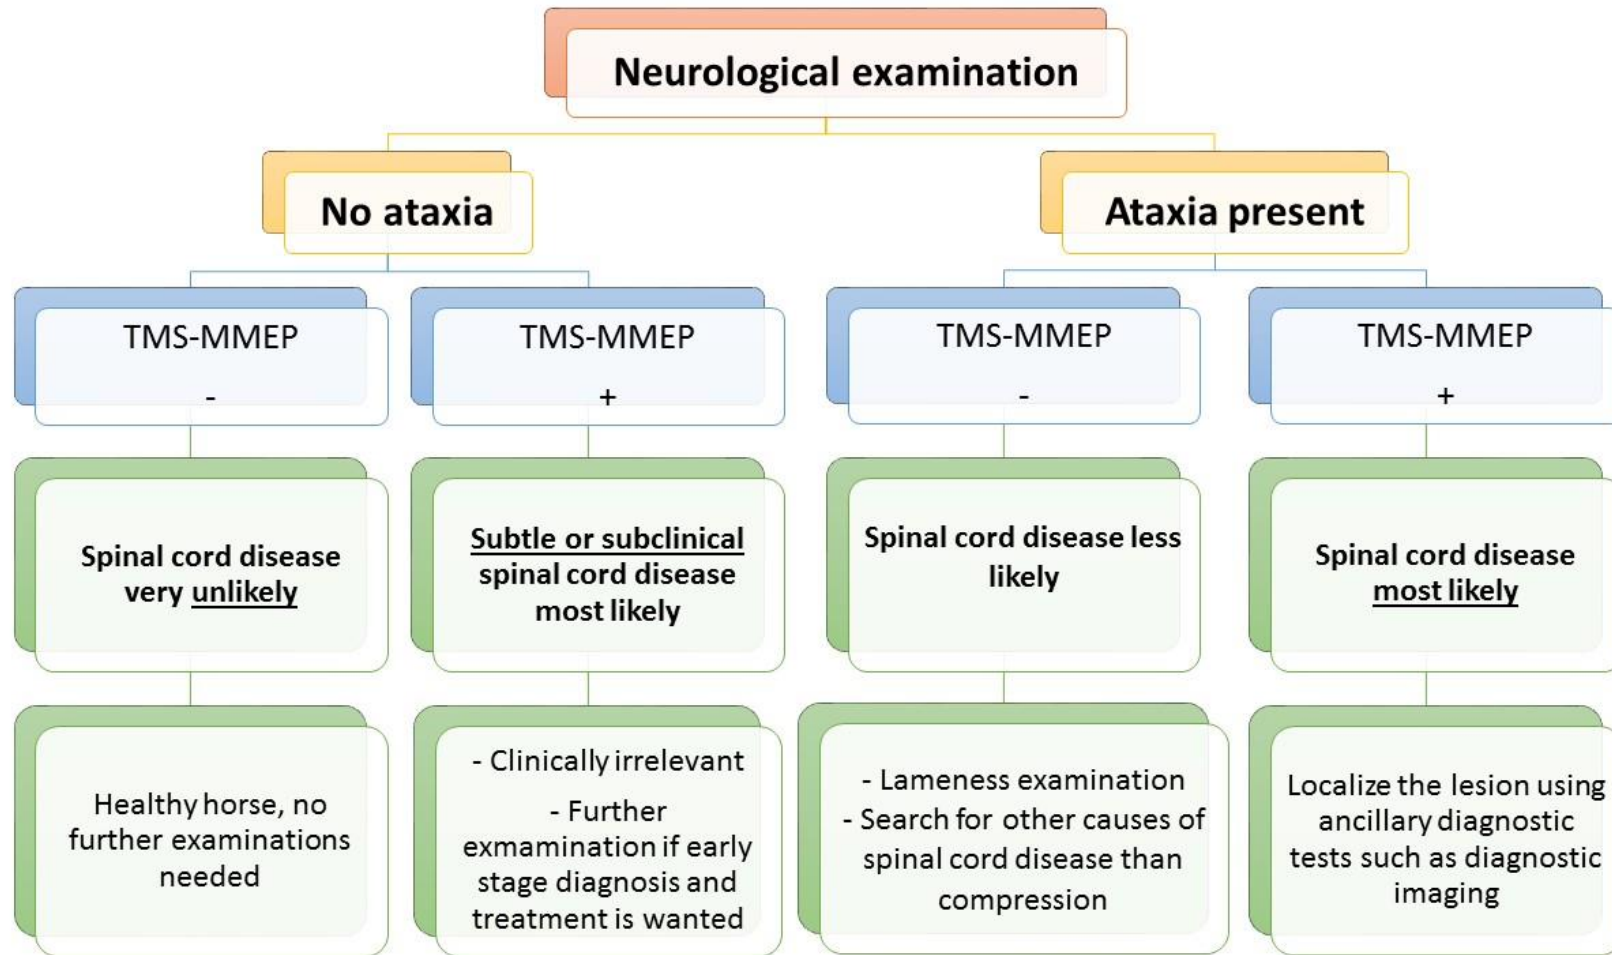 Neurological examination
No ataxia
Ataxia present
TMS-MMEP
-
TMS-MMEP
+
TMS-MMEP
-
TMS-MMEP
+
Spinal cord disease
very unlikely
Subtle or subclinical
spinal cord disease
most likely
Spinal cord disease less
likely
Spinal cord disease
most likely
Healthy horse, no
further examinations
needed
- Clinically irrelevant
- Further
exmamination if early
stage diagnosis and
treatment is wanted
- Lameness examination
- Search for other causes of
spinal cord disease than
compression
Localize the lesion using
ancillary diagnostic
tests such as diagnostic
imaging